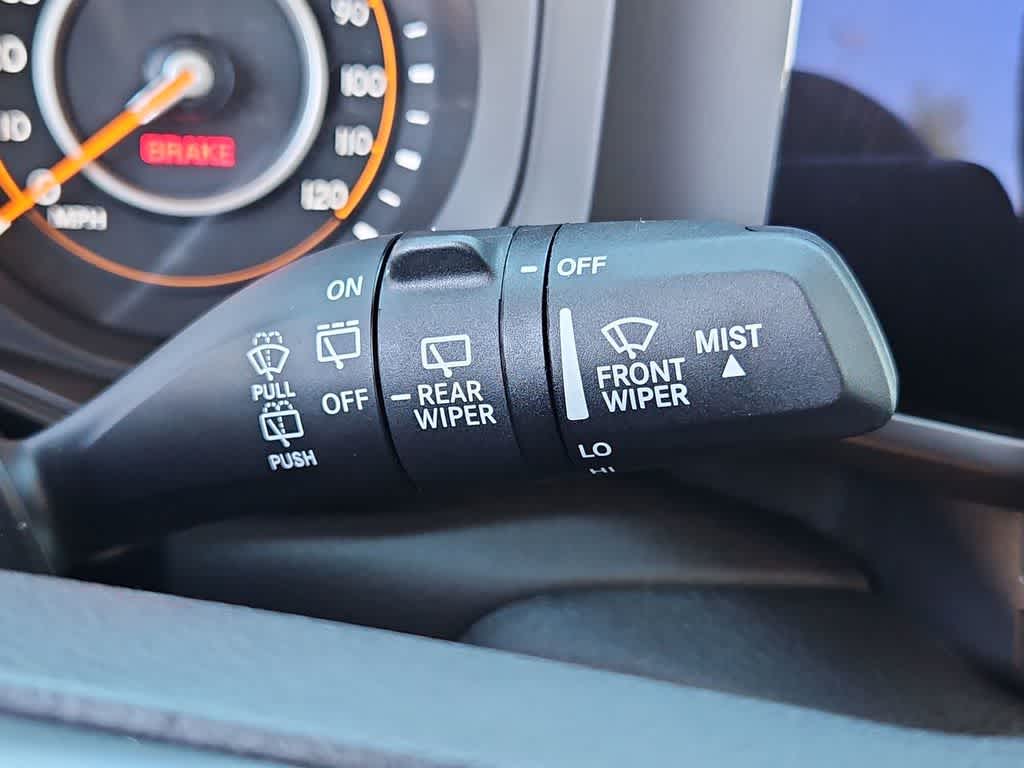 90
100
110
120
BRAKE
MPH
ON
OFF
PULL
PUSH
REAR
WIPER
OFF
FRONT
WIPER
MIST
LO